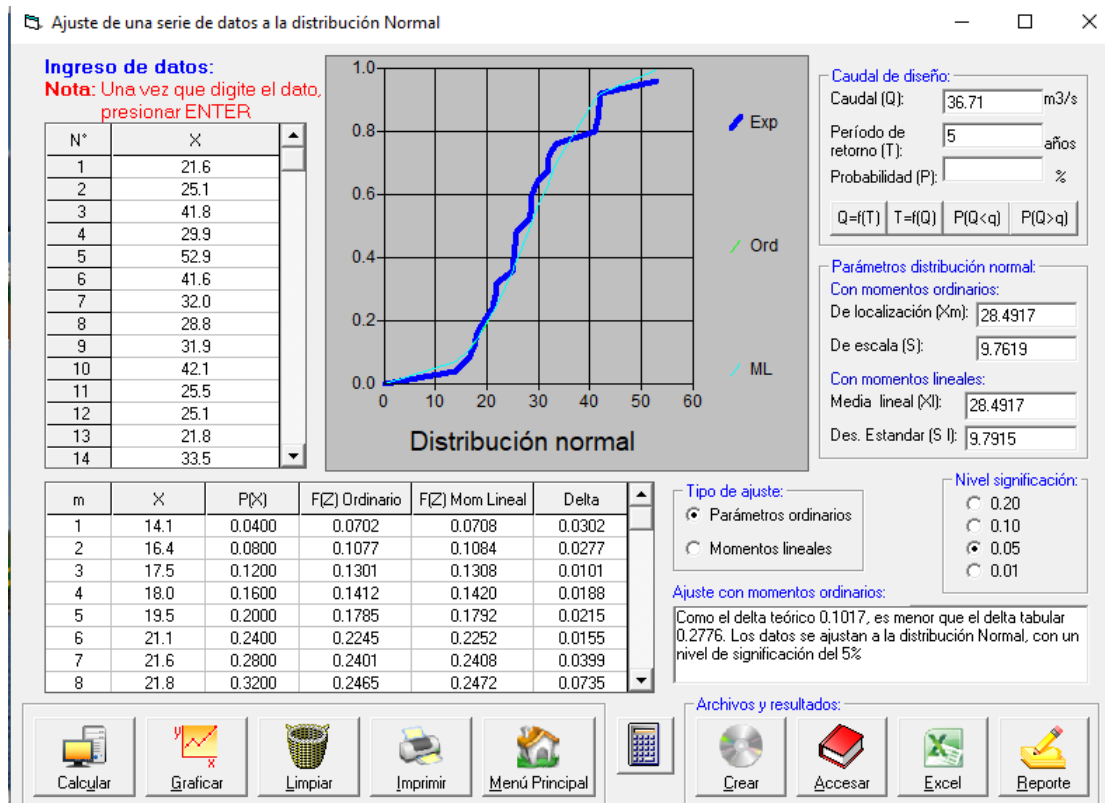 Ajuste de una serie de datos a la distribución Normal
Ingreso de datos:
Nota: Una vez que digite el dato,
presionar ENTER
N° X
1 21.6
2 25.1
3 41.8
4 29.9
5 52.9
6 41.6
7 32.0
8 28.8
9 31.9
10 42.1
11 25.5
12 25.1
13 21.8
14 33.5
1.0
0.8
0.6
0.4
0.2
0.0
0 10 20 30 40 50 60
Exp
Ord
ML
Distribución normal
Caudal de diseño:
Caudal (Q): 36.71 m3/s
Período de
retorno (T): 5 años
Probabilidad (P): %
Q=f(T) T=f(Q) P(Q<q) P(Q>q)
Parámetros distribución normal:
Con momentos ordinarios:
De localización (Xm): 28.4917
De escala (S): 9.7619
Con momentos lineales:
Media lineal (Xl): 28.4917
Des. Estandar (S l): 9.7915
m X P(X) F(Z) Ordinario F(Z) Mom Lineal Delta
1 14.1 0.0400 0.0702 0.0708 0.0302
2 16.4 0.0800 0.1077 0.1084 0.0277
3 17.5 0.1200 0.1301 0.1308 0.0101
4 18.0 0.1600 0.1412 0.1420 0.0188
5 19.5 0.2000 0.1785 0.1792 0.0215
6 21.1 0.2400 0.2245 0.2252 0.0155
7 21.6 0.2800 0.2401 0.2408 0.0399
8 21.8 0.3200 0.2465 0.2472 0.0735
Tipo de ajuste:
Parámetros ordinarios
Momentos lineales
Nivel significación:
0.20
0.10
0.05
0.01
Ajuste con momentos ordinarios:
Como el delta teórico 0.1017, es menor que el delta tabular
0.2776. Los datos se ajustan a la distribución Normal, con un
nivel de significación del 5%
Calcular
y
x
Graficar
Limpiar
Imprimir
Menú Principal
Archivos y resultados:
Crear
Accesar
Excel
Reporte